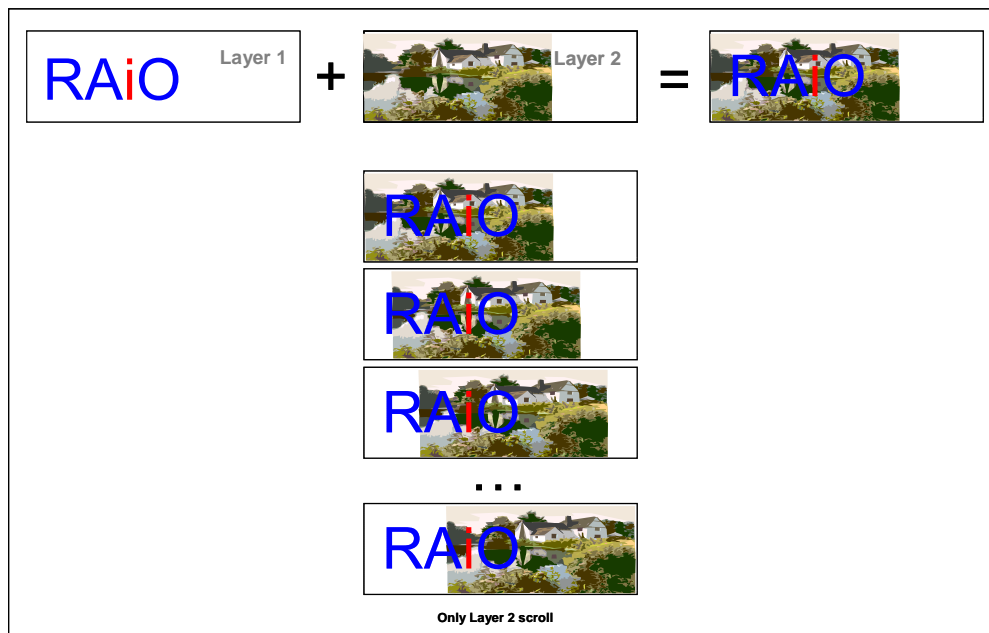 RAiO Layer 1 + Layer 2 = RAiO
RAiO
RAiO
RAiO
...
RAiO
Only Layer 2 scroll